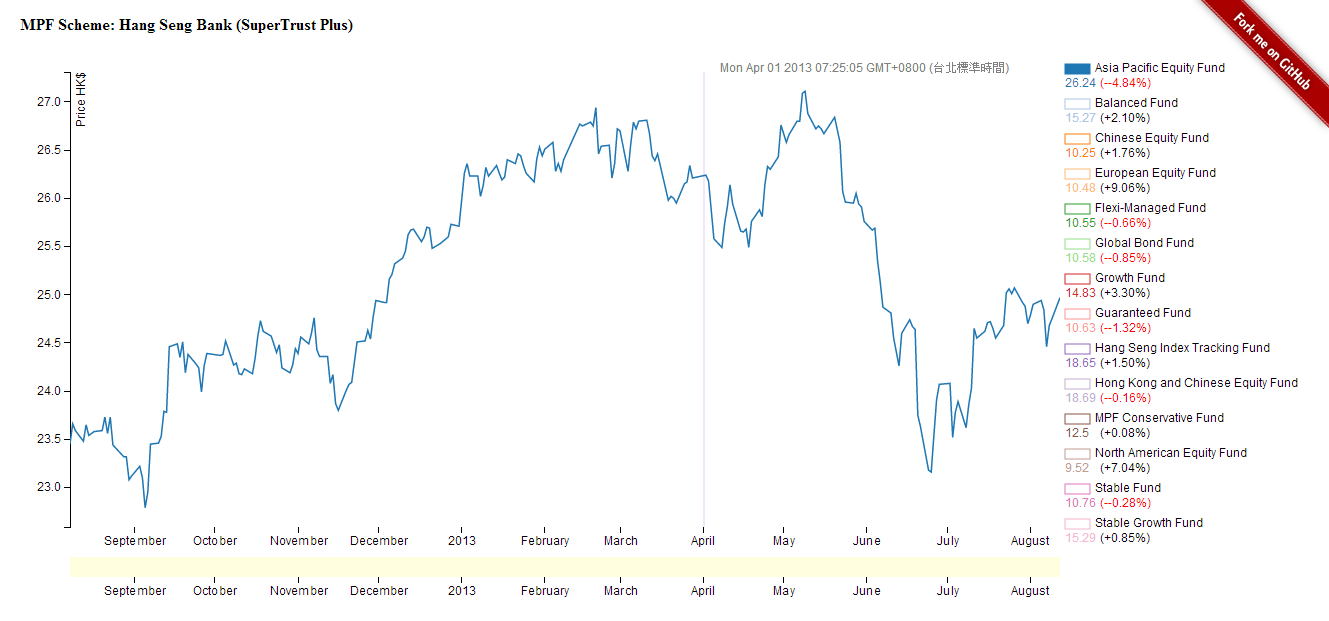 MPF Scheme: Hang Seng Bank (SuperTrust Plus)
Fork me on GitHub
Mon Apr 01 2013 07:25:05 GMT+0800 (台北標準時間)
Price HK$
27.0
26.5
26.0
25.5
25.0
24.5
24.0
23.5
23.0
September October November December 2013 February March April May June July August
September October November December 2013 February March April May June July August
Asia Pacific Equity Fund
26.24 (--4.84%)
Balanced Fund
15.27 (+2.10%)
Chinese Equity Fund
10.25 (+1.76%)
European Equity Fund
10.48 (+9.06%)
Flexi-Managed Fund
10.55 (--0.66%)
Global Bond Fund
10.58 (--0.85%)
Growth Fund
14.83 (+3.30%)
Guaranteed Fund
10.63 (--1.32%)
Hang Seng Index Tracking Fund
18.65 (+1.50%)
Hong Kong and Chinese Equity Fund
18.69 (--0.16%)
MPF Conservative Fund
12.5 (+0.08%)
North American Equity Fund
9.52 (+7.04%)
Stable Fund
10.76 (--0.28%)
Stable Growth Fund
15.29 (+0.85%)